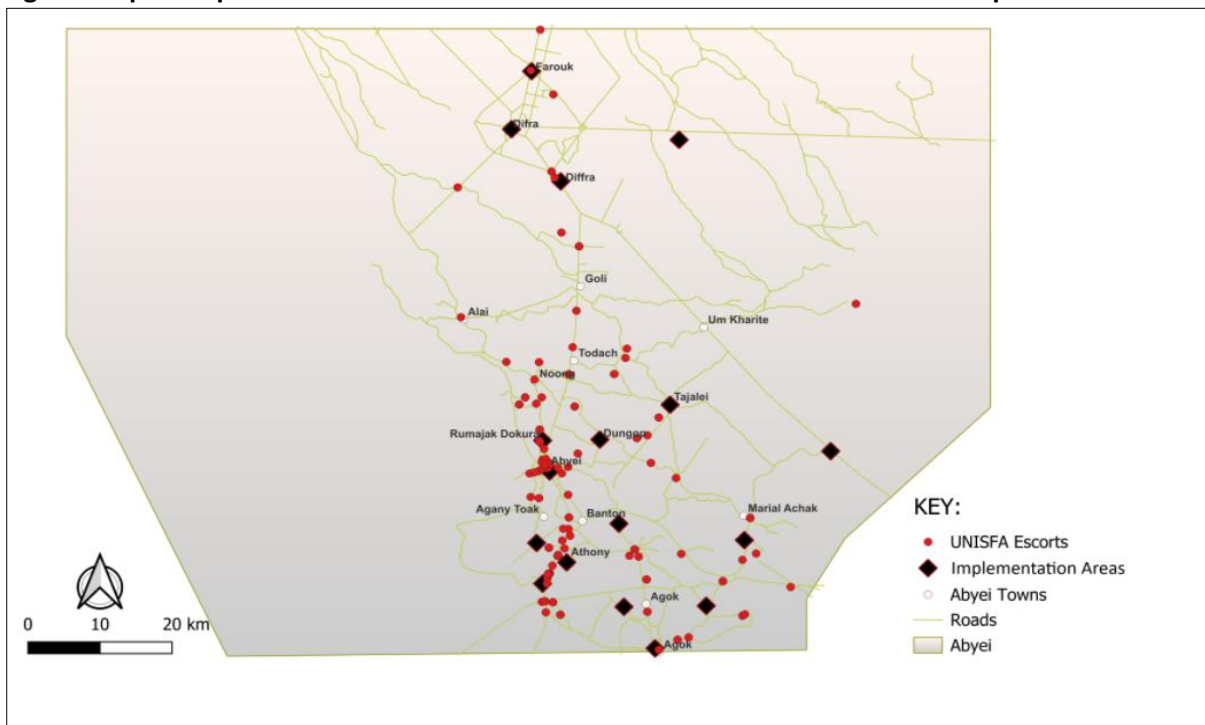 Farouk
Difra
Diffra
Goli
Alai
Um Kharite
Todach
Noong
Tajalei
Rumajak Dokura
Dungop
Abyei
Agany Toak
Banton
Marial Achak
Athony
Agok
Agok
0 10 20 km
KEY:
UNISFA Escorts
Implementation Areas
Abyei Towns
Roads
Abyei